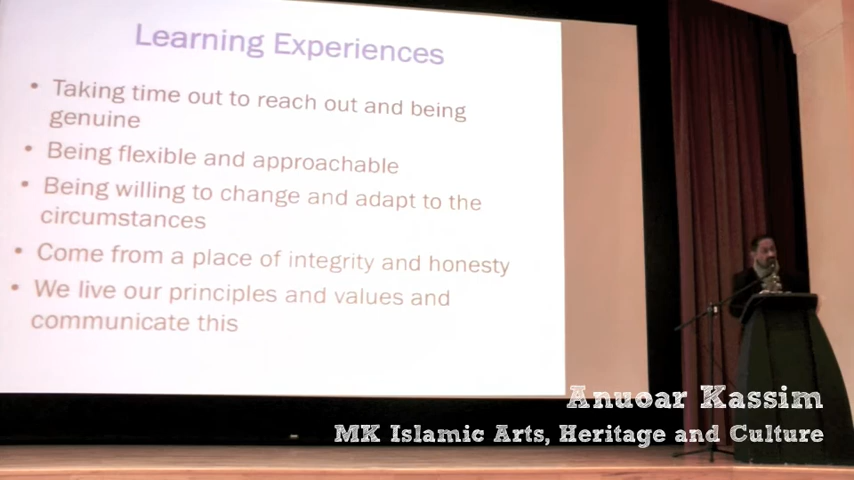 Learning Experiences
• Taking time out to reach out and being
genuine
• Being flexible and approachable
• Being willing to change and adapt to the
circumstances
• Come from a place of integrity and honesty
• We live our principles and values and
communicate this
Anuoar Kassim
MK Islamic Arts, Heritage and Culture